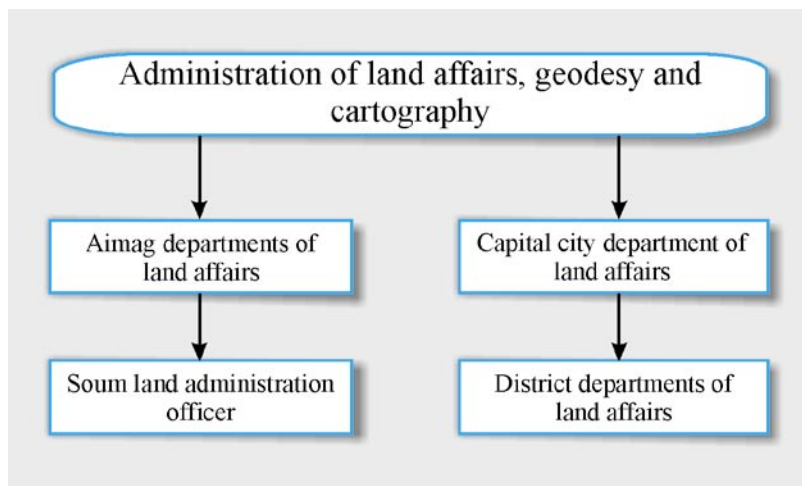 Administration of land affairs, geodesy and
cartography
Aimag departments of
land affairs
Capital city department of
land affairs
Soum land administration
officer
District departments of
land affairs